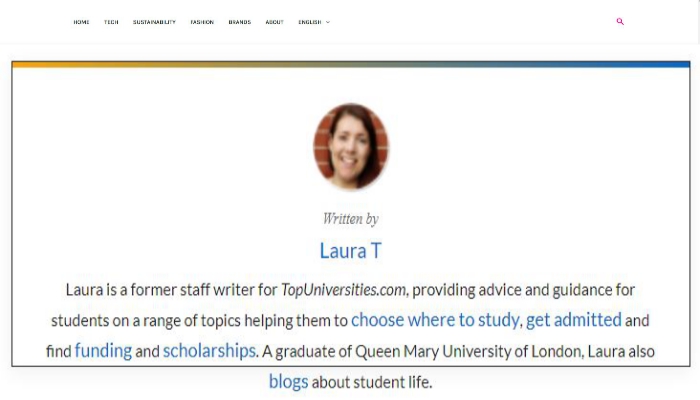 HOME TECH SUSTAINABILITY FASHION BRANDS ABOUT ENGLISH
Written by
Laura T
Laura is a former staff writer for TopUniversities.com, providing advice and guidance for
students on a range of topics helping them to choose where to study, get admitted and
find funding and scholarships. A graduate of Queen Mary University of London, Laura also
blogs about student life.